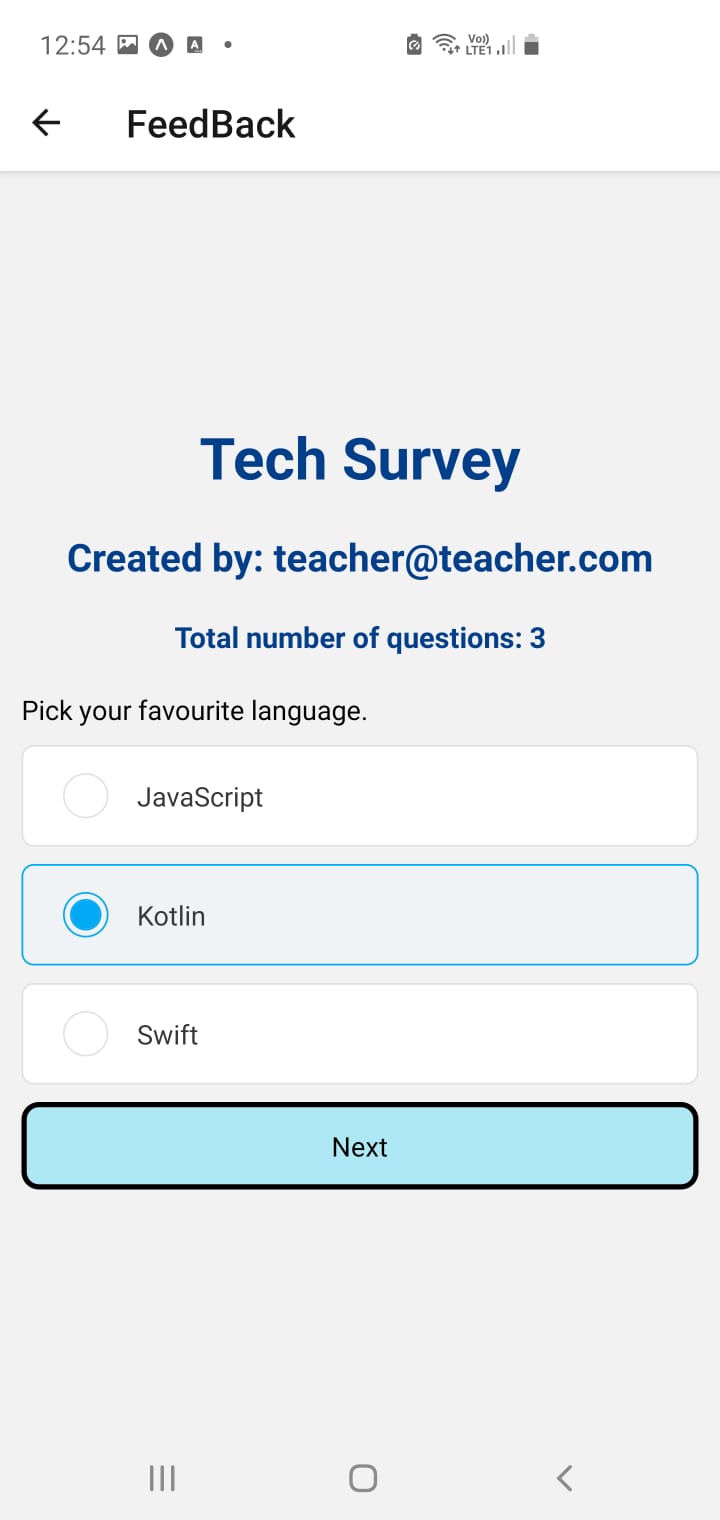 12:54
Vo))
LTE1
FeedBack
Tech Survey
Created by: teacher@teacher.com
Total number of questions: 3
Pick your favourite language.
JavaScript
Kotlin
Swift
Next